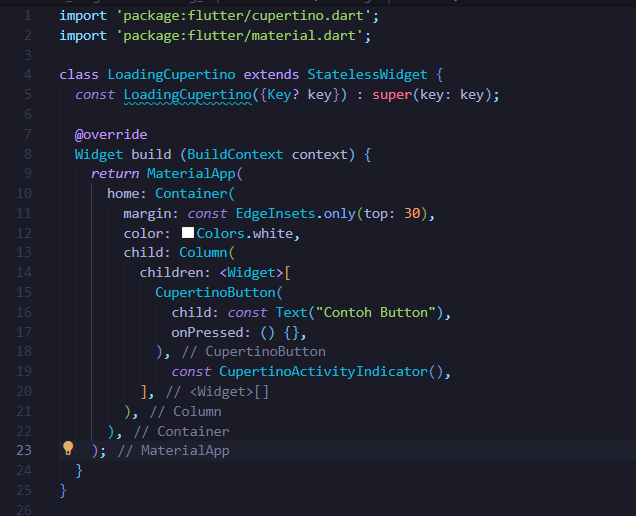 1 import 'package:flutter/cupertino.dart';
2 import 'package:flutter/material.dart';
3
4 class LoadingCupertino extends StatelessWidget {
5 const LoadingCupertino({Key? key}) : super(key: key);
6
7 @override
8 Widget build (BuildContext context) {
9 return MaterialApp(
10 home: Container(
11 margin: const EdgeInsets.only(top: 30),
12 color: Colors.white,
13 child: Column(
14 children: <Widget>[
15 CupertinoButton(
16 child: const Text("Contoh Button"),
17 onPressed: () {},
18 ), // CupertinoButton
19 const CupertinoActivityIndicator(),
20 ], // <Widget>[]
21 ), // Column
22 ), // Container
23 ); // MaterialApp
24 }
25 }
26